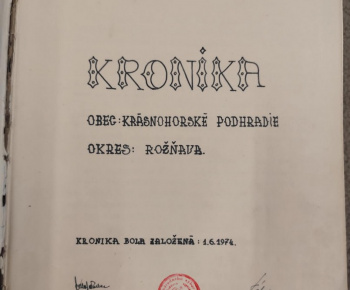 KRONIKA
OBEC: KRÁSNOHORSKÉ PODHRADIE
OKRES: ROŽŇAVA.
KRONIKA BOLA ZALOŽENÁ: 1.6.1974.